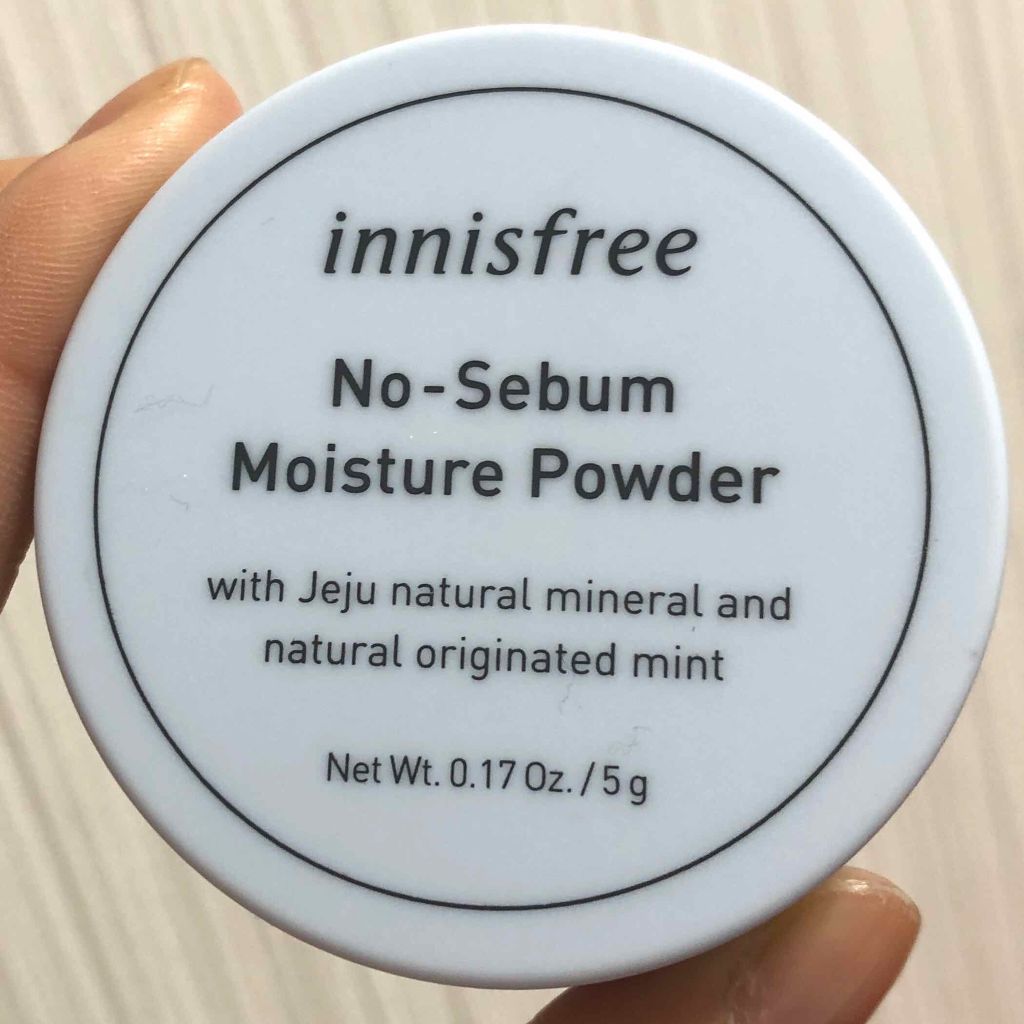 innisfree
No-Sebum
Moisture Powder
with Jeju natural mineral and
natural originated mint
Net Wt. 0.17 Oz. / 5 g